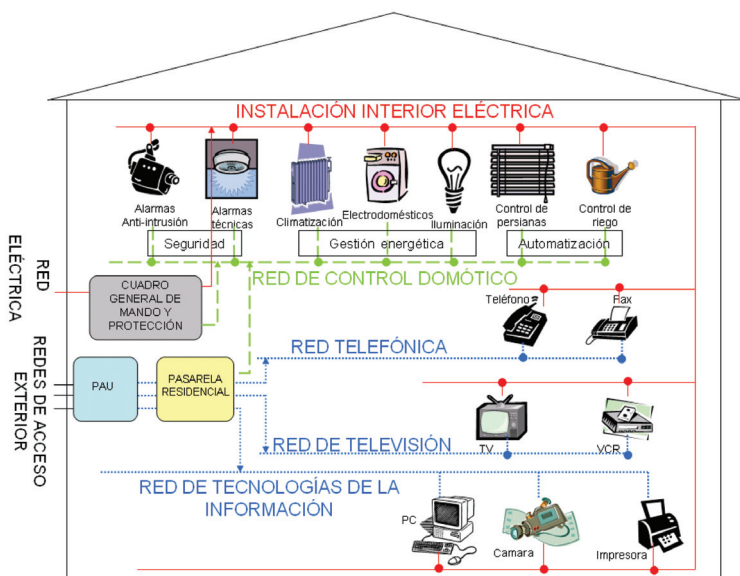 INSTALACIÓN INTERIOR ELÉCTRICA
Alarmas
Anti-intrusión
Alarmas
técnicas
Climatización
Electrodomésticos
Iluminación
Control de
persianas
Control de
riego
Seguridad
Gestión energética
Automatización
RED DE CONTROL DOMÓTICO
RED
ELÉCTRICA
CUADRO
GENERAL DE
MANDO Y
PROTECCIÓN
Teléfono
Fax
RED TELEFÓNICA
REDES DE ACCESO
EXTERIOR
PAU
PASARELA
RESIDENCIAL
RED DE TELEVISIÓN
TV
VCR
RED DE TECNOLOGÍAS DE LA
INFORMACIÓN
PC
Camara
Impresora